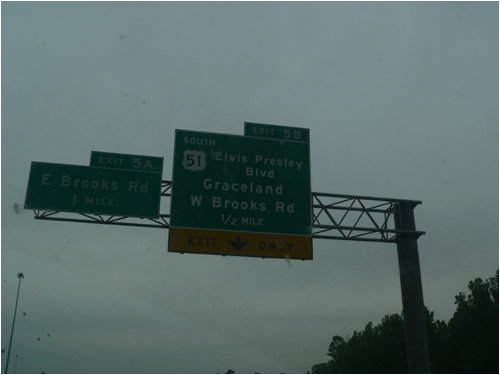 EXIT 5A
E Brooks Rd
1 MILE
EXIT 5B
SOUTH
51 Elvis Presley
Blvd
Graceland
W Brooks Rd
1/2 MILE
EXIT ONLY